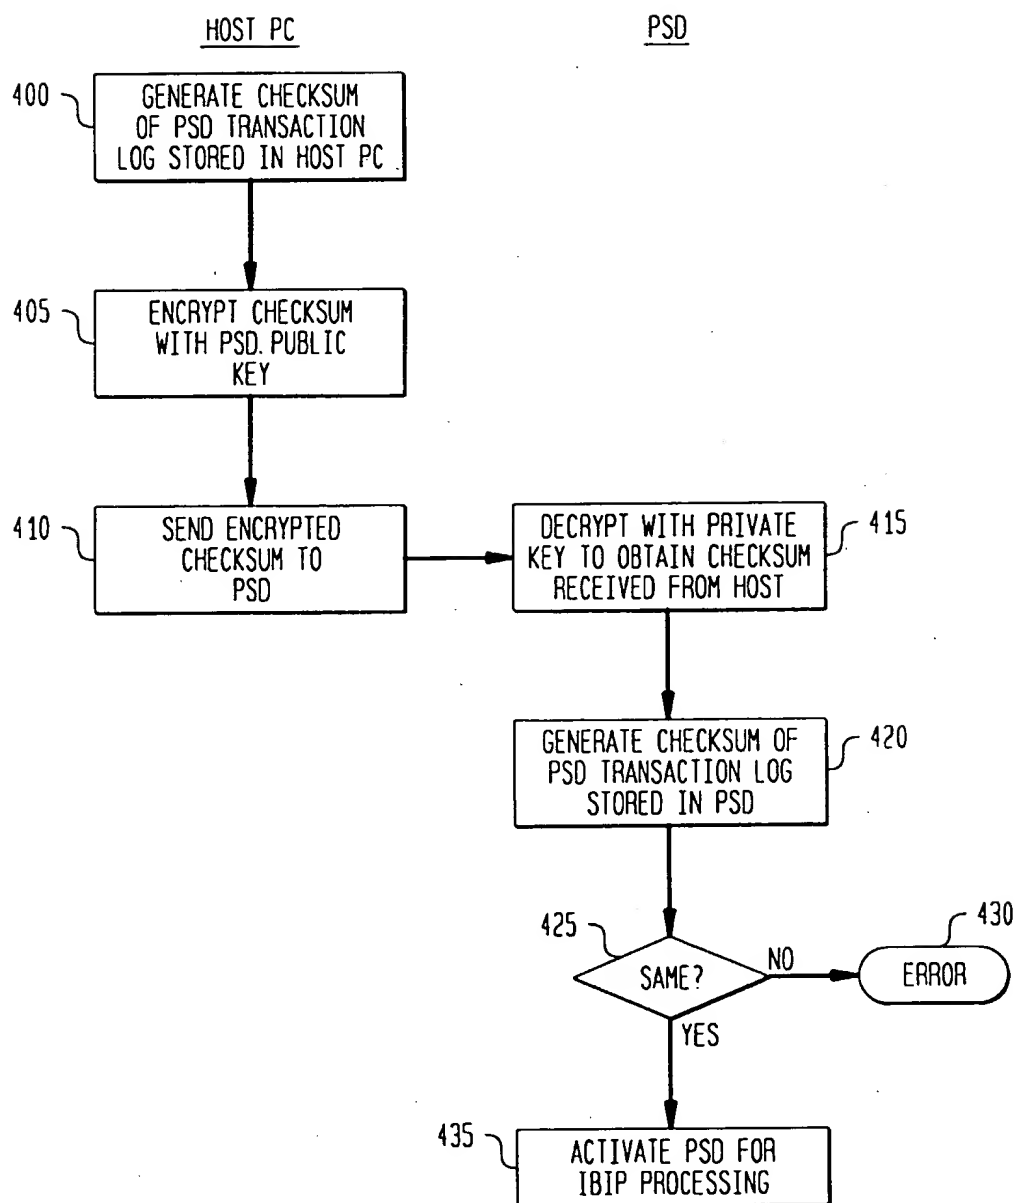 HOST PC
PSD
400
GENERATE CHECKSUM
OF PSD TRANSACTION
LOG STORED IN HOST PC
405
ENCRYPT CHECKSUM
WITH PSD.PUBLIC
KEY
410
SEND ENCRYPTED
CHECKSUM TO
PSD
DECRYPT WITH PRIVATE
KEY TO OBTAIN CHECKSUM
RECEIVED FROM HOST
415
GENERATE CHECKSUM OF
PSD TRANSACTION LOG
STORED IN PSD
420
425
SAME?
NO
430
ERROR
YES
435
ACTIVATE PSD FOR
IBIP PROCESSING